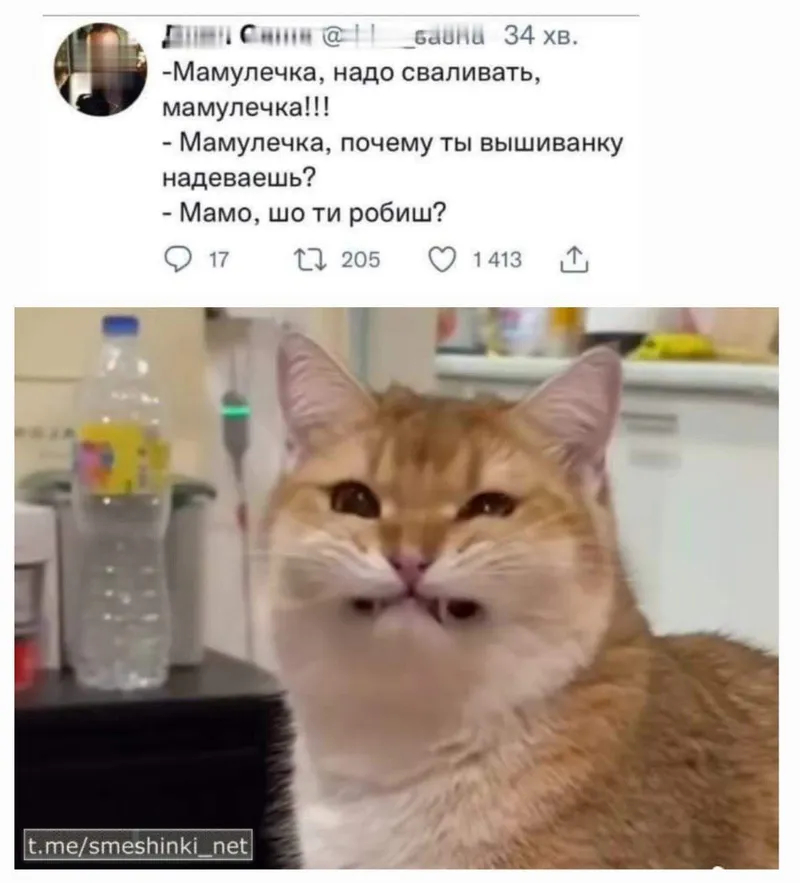 34 хв.
-Мамулечка, надо сваливать,
мамулечка!!!
- Мамулечка, почему ты вышиванку
надеваешь?
- Мамо, шо ти робиш?
17 205 1 413
t.me/smeshinki_net